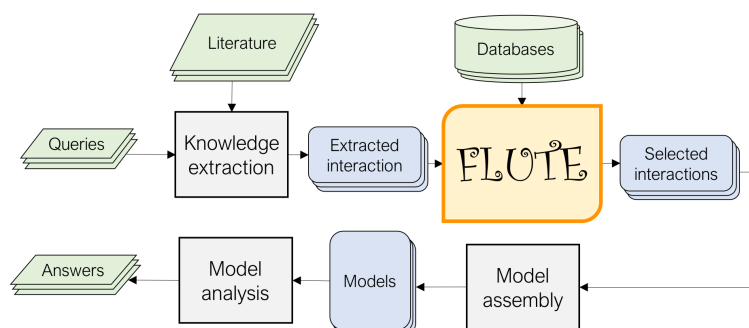 Literature
Databases
Queries
Knowledge
extraction
Extracted
interaction
FLUTE
Selected
interactions
Answers
Model
analysis
Models
Model
assembly